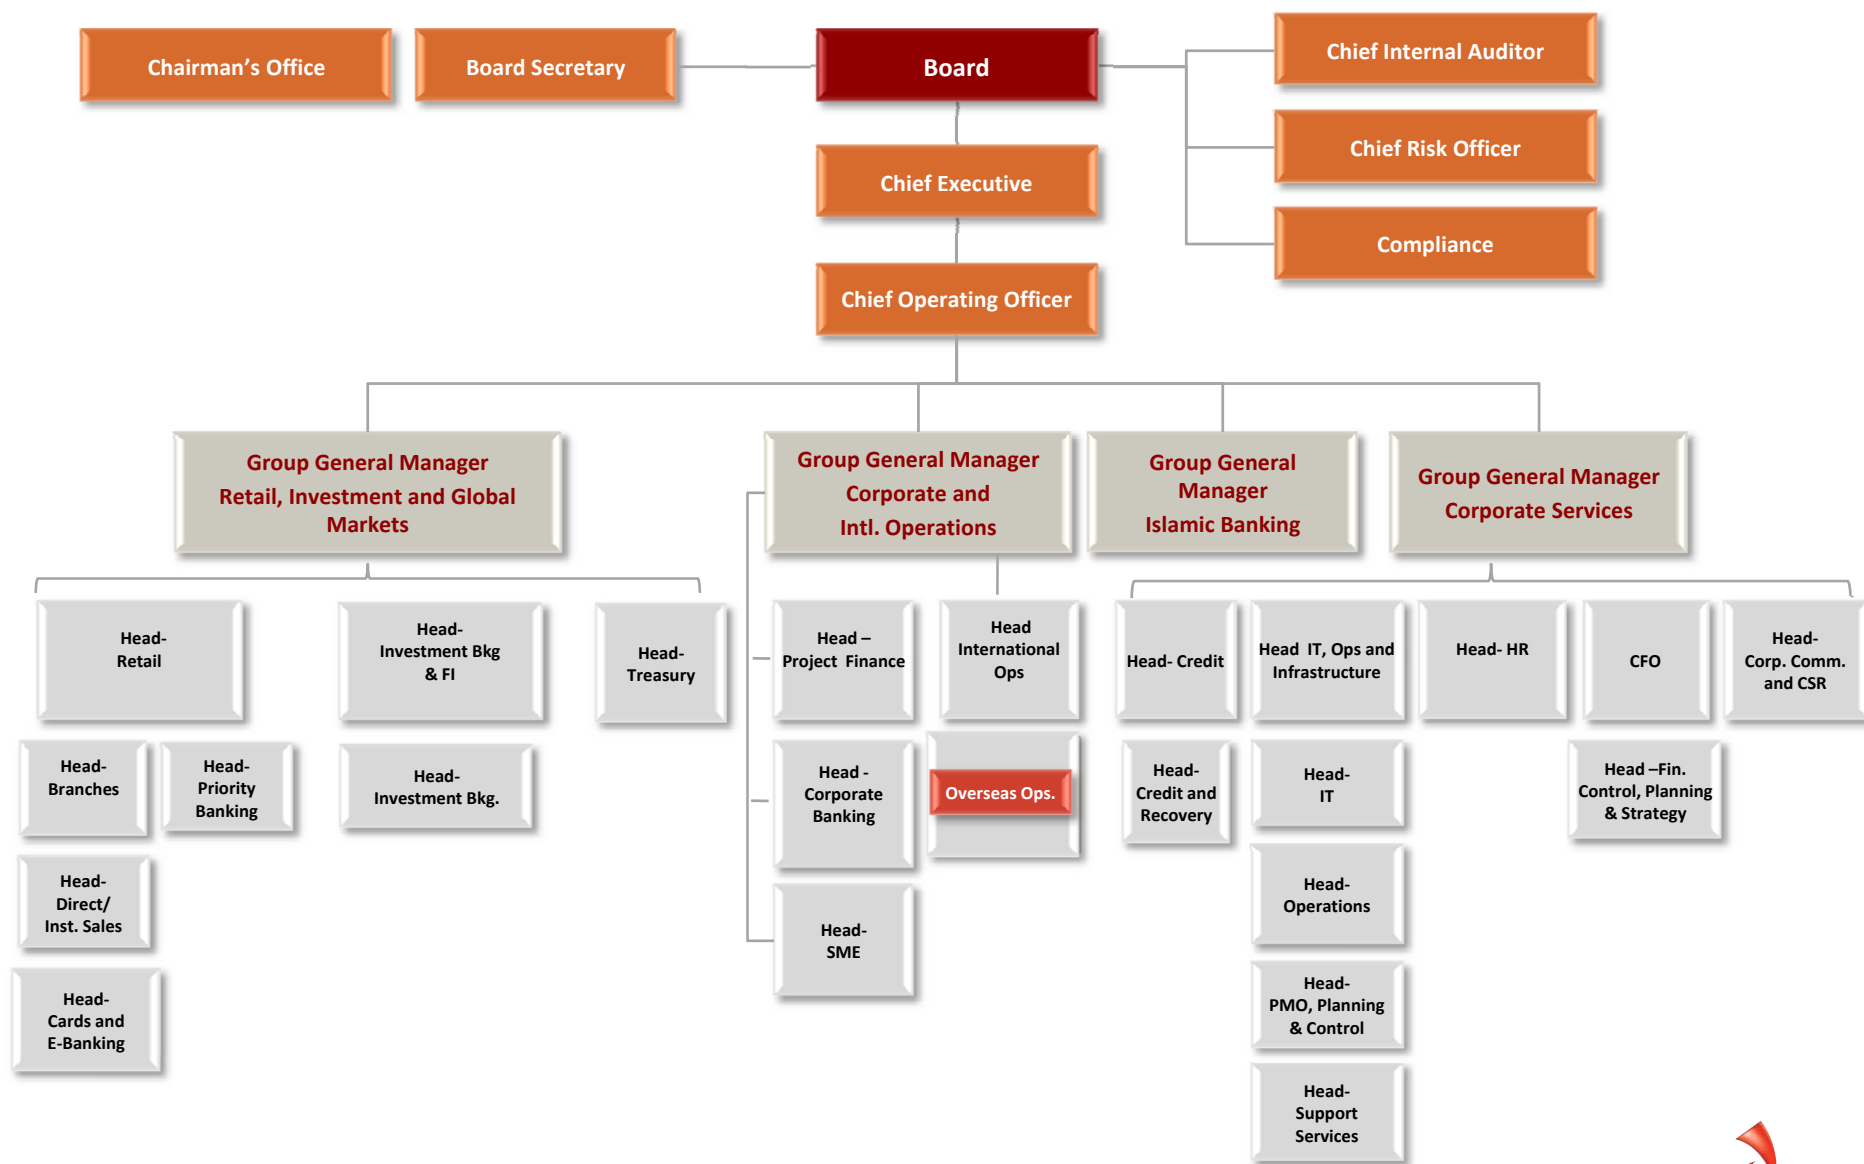 Chairman's Office
Board Secretary
Board
Chief Internal Auditor
Chief Risk Officer
Compliance
Chief Executive
Chief Operating Officer
Group General Manager
Retail, Investment and Global
Markets
Group General Manager
Corporate and
Intl. Operations
Group General
Manager
Islamic Banking
Group General Manager
Corporate Services
Head-
Retail
Head-
Investment Bkg
& FI
Head-
Treasury
Head –
Project Finance
Head
International
Ops
Head- Credit
Head IT, Ops and
Infrastructure
Head- HR
CFO
Head-
Corp. Comm.
and CSR
Head-
Branches
Head-
Priority
Banking
Head-
Investment Bkg.
Head -
Corporate
Banking
Overseas Ops.
Head-
Credit and
Recovery
Head-
IT
Head –Fin.
Control, Planning
& Strategy
Head-
Direct/
Inst. Sales
Head-
SME
Head-
Operations
Head-
Cards and
E-Banking
Head-
PMO, Planning
& Control
Head-
Support
Services